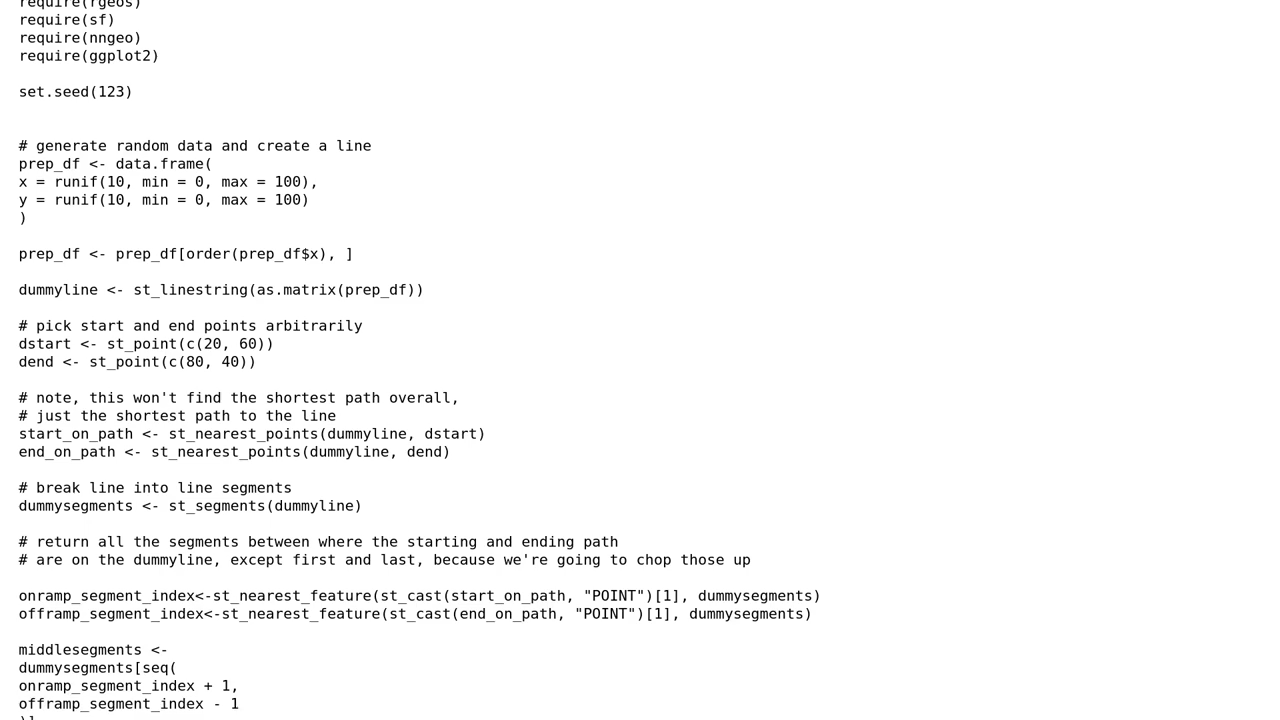 require(rgeos)
require(sf)
require(nngeo)
require(ggplot2)
set.seed(123)
# generate random data and create a line
prep_df <- data.frame(
x = runif(10, min = 0, max = 100),
y = runif(10, min = 0, max = 100)
)
prep_df <- prep_df[order(prep_df$x), ]
dummyline <- st_linestring(as.matrix(prep_df))
# pick start and end points arbitrarily
dstart <- st_point(c(20, 60))
dend <- st_point(c(80, 40))
# note, this won't find the shortest path overall,
# just the shortest path to the line
start_on_path <- st_nearest_points(dummyline, dstart)
end_on_path <- st_nearest_points(dummyline, dend)
# break line into line segments
dummysegments <- st_segments(dummyline)
# return all the segments between where the starting and ending path
# are on the dummyline, except first and last, because we're going to chop those up
onramp_segment_index<-st_nearest_feature(st_cast(start_on_path, "POINT")[1], dummysegments)
offramp_segment_index<-st_nearest_feature(st_cast(end_on_path, "POINT")[1], dummysegments)
middlesegments <-
dummysegments[seq(
onramp_segment_index + 1,
offramp_segment_index - 1
)]